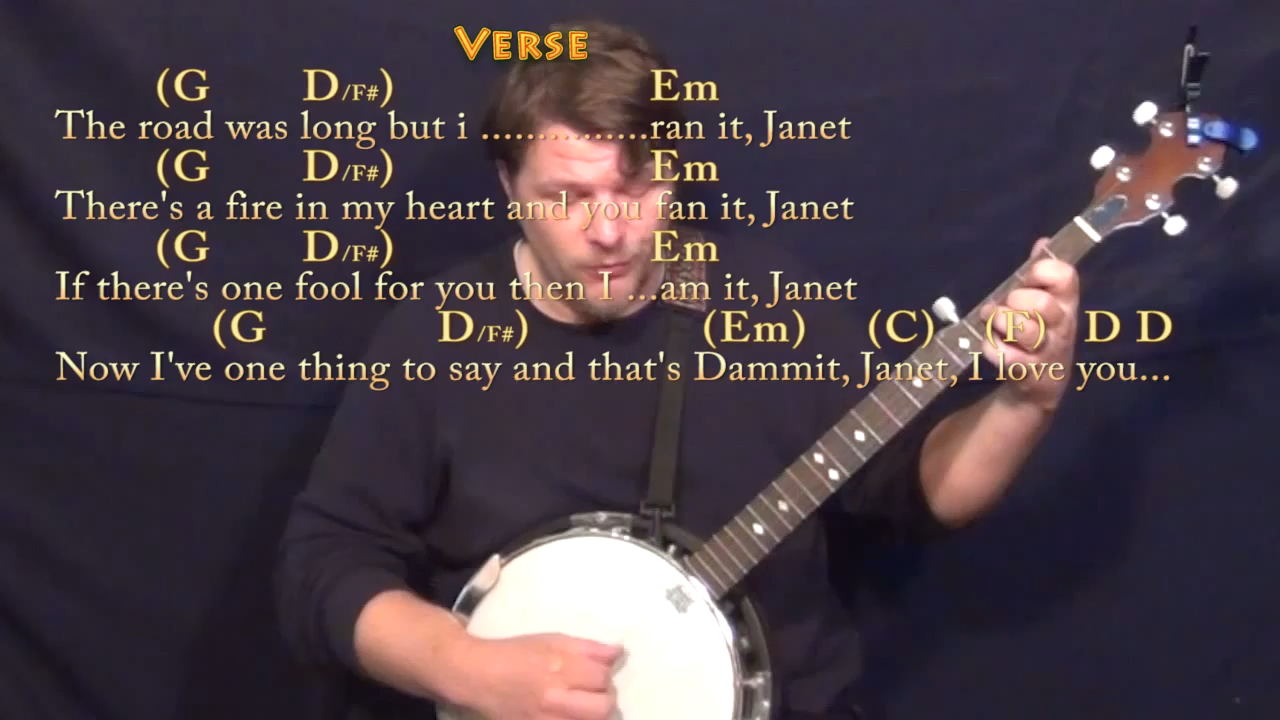 VERSE
(G D/F#) Em
The road was long but i ...............ran it, Janet
(G D/F#) Em
There's a fire in my heart and you fan it, Janet
(G D/F#) Em
If there's one fool for you then I ...am it, Janet
(G D/F#) (Em) (C) (F) D D
Now I've one thing to say and that's Dammit, Janet, I love you...